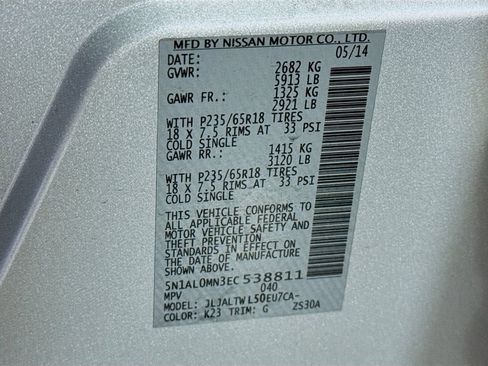 MFD BY NISSAN MOTOR CO., LTD.
DATE: 05/14
GVWR: 2682 KG
5913 LB
GAWR FR.: 1325 KG
2921 LB
WITH P235/65R18 TIRES
18 X 7.5 RIMS AT 33 PSI
COLD SINGLE
GAWR RR.: 1415 KG
3120 LB
WITH P235/65R18 TIRES
18 X 7.5 RIMS AT 33 PSI
COLD SINGLE
THIS VEHICLE CONFORMS TO
ALL APPLICABLE FEDERAL
MOTOR VEHICLE SAFETY AND
THEFT PREVENTION
STANDARDS IN EFFECT ON
THE DATE OF MANUFACTURE
5N1AL0MN3EC538811
MPV 040
MODEL: JLJALTWL50EU7CA-
COLOR: K23 TRIM: G ZS30A